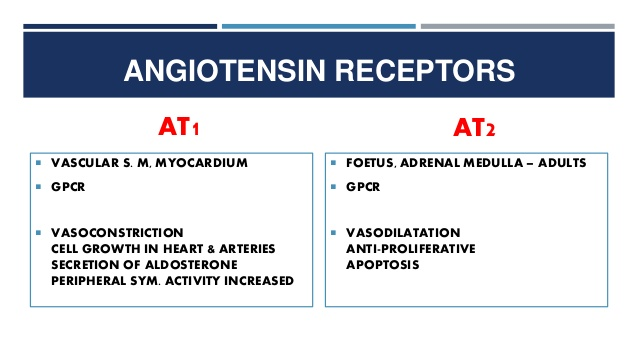 ANGIOTENSIN RECEPTORS
AT1
VASCULAR S. M, MYOCARDIUM
GPCR
VASOCONSTRICTION
CELL GROWTH IN HEART & ARTERIES
SECRETION OF ALDOSTERONE
PERIPHERAL SYM. ACTIVITY INCREASED
AT2
FOETUS, ADRENAL MEDULLA – ADULTS
GPCR
VASODILATATION
ANTI-PROLIFERATIVE
APOPTOSIS